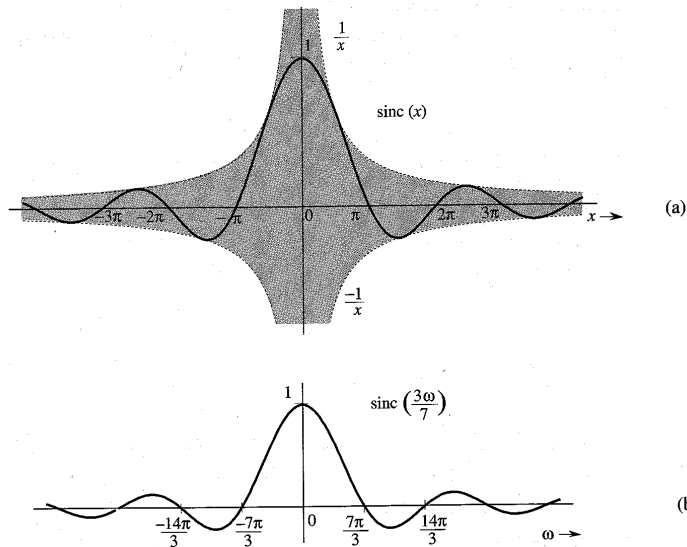 1/x
1
sinc (x)
−3π −2π −π 0 π 2π 3π x →
(a)
−1/x
1 sinc (3ω/7)
−14π/3 −7π/3 0 7π/3 14π/3 ω →
(b